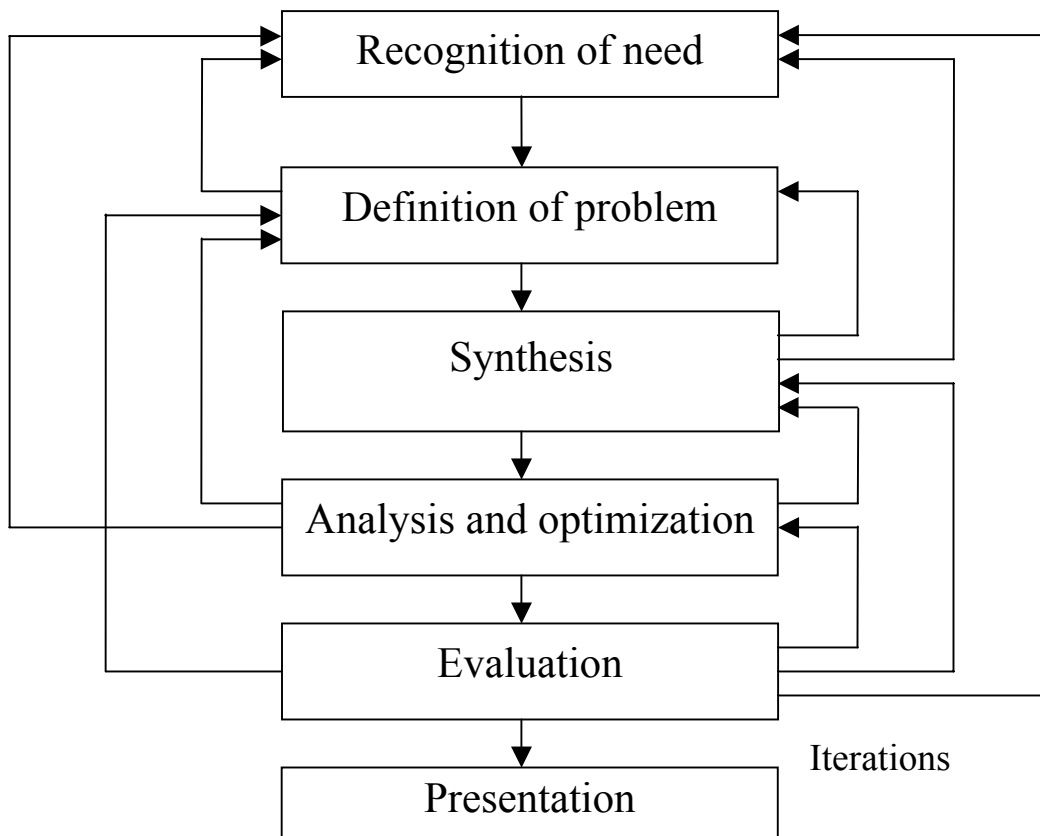 Recognition of need
Definition of problem
Synthesis
Analysis and optimization
Evaluation
Iterations
Presentation